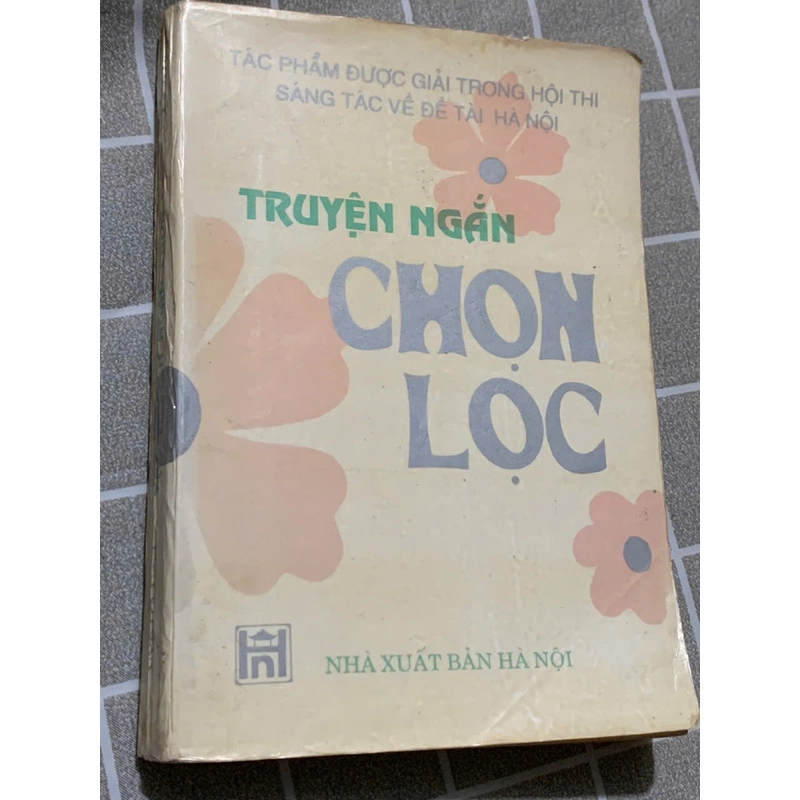 TÁC PHẨM ĐƯỢC GIẢI TRONG HỘI THI
SÁNG TÁC VỀ ĐỀ TÀI HÀ NỘI
TRUYỆN NGẮN
CHỌN
LỌC
NHÀ XUẤT BẢN HÀ NỘI